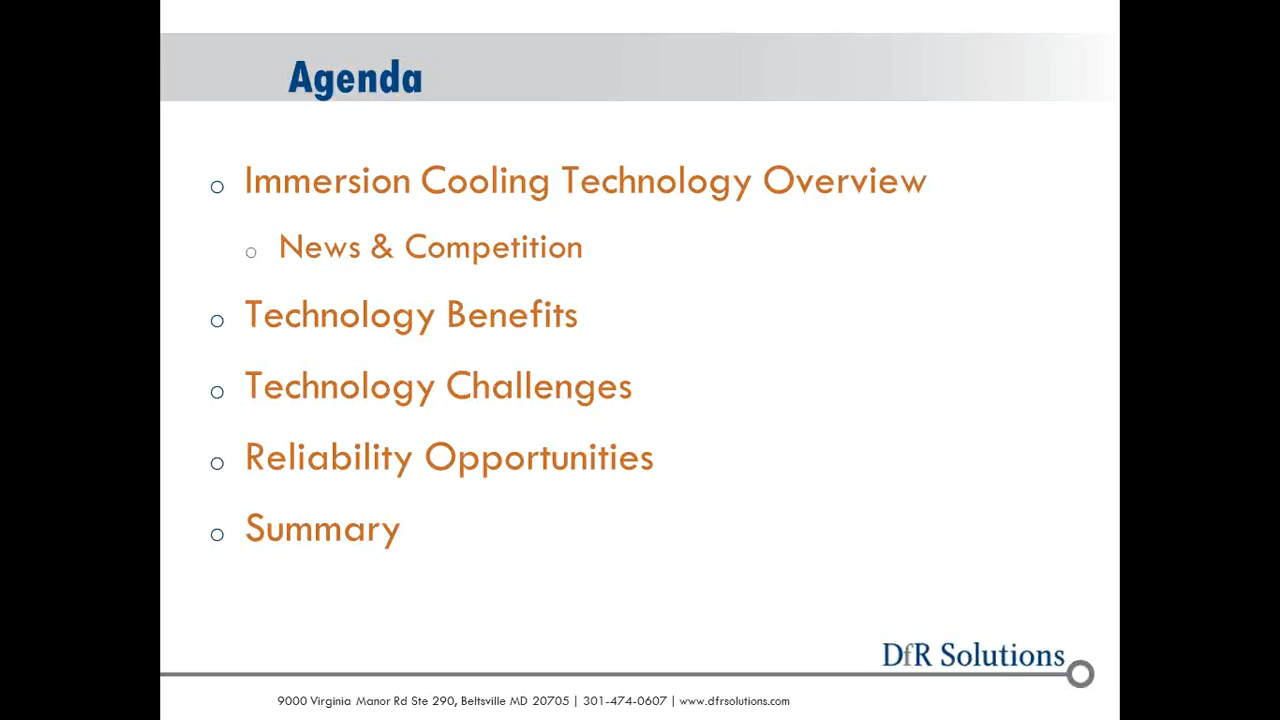 Agenda
Immersion Cooling Technology Overview
News & Competition
Technology Benefits
Technology Challenges
Reliability Opportunities
Summary
DfR Solutions
9000 Virginia Manor Rd Ste 290, Beltsville MD 20705 | 301-474-0607 | www.dfrsolutions.com